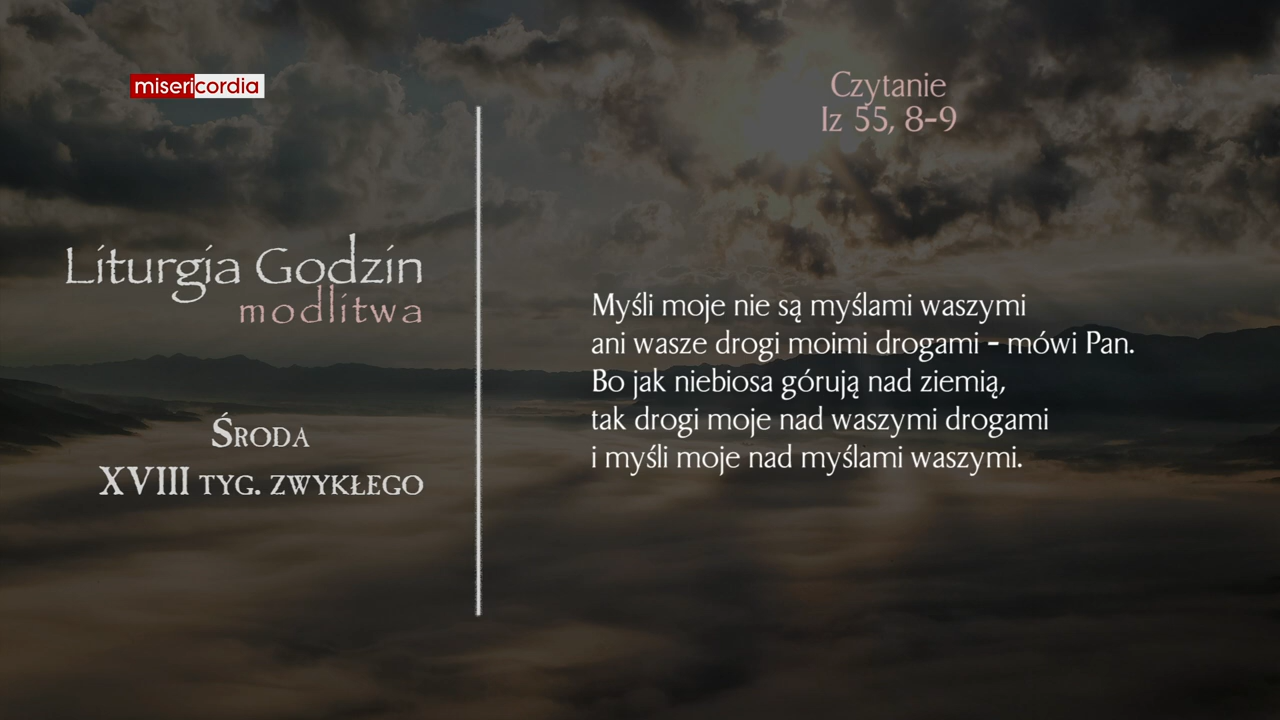 misericordia
Liturgia Godzin
modlitwa
Środa
XVIII tyg. zwykłego
Czytanie
Iz 55, 8-9
Myśli moje nie są myślami waszymi
ani wasze drogi moimi drogami - mówi Pan.
Bo jak niebiosa górują nad ziemią,
tak drogi moje nad waszymi drogami
i myśli moje nad myślami waszymi.